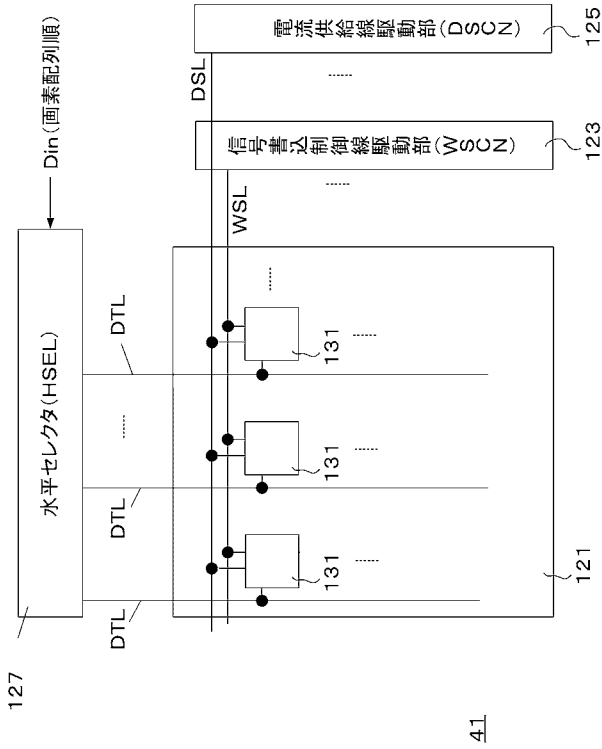 Din(画素配列順)
水平セレクタ(HSEL)
127
DTL
DTL
DTL
DSL
WSL
電流供給線駆動部(DSCN)
125
信号書込制御線駆動部(WSCN)
123
131
131
131
121
41